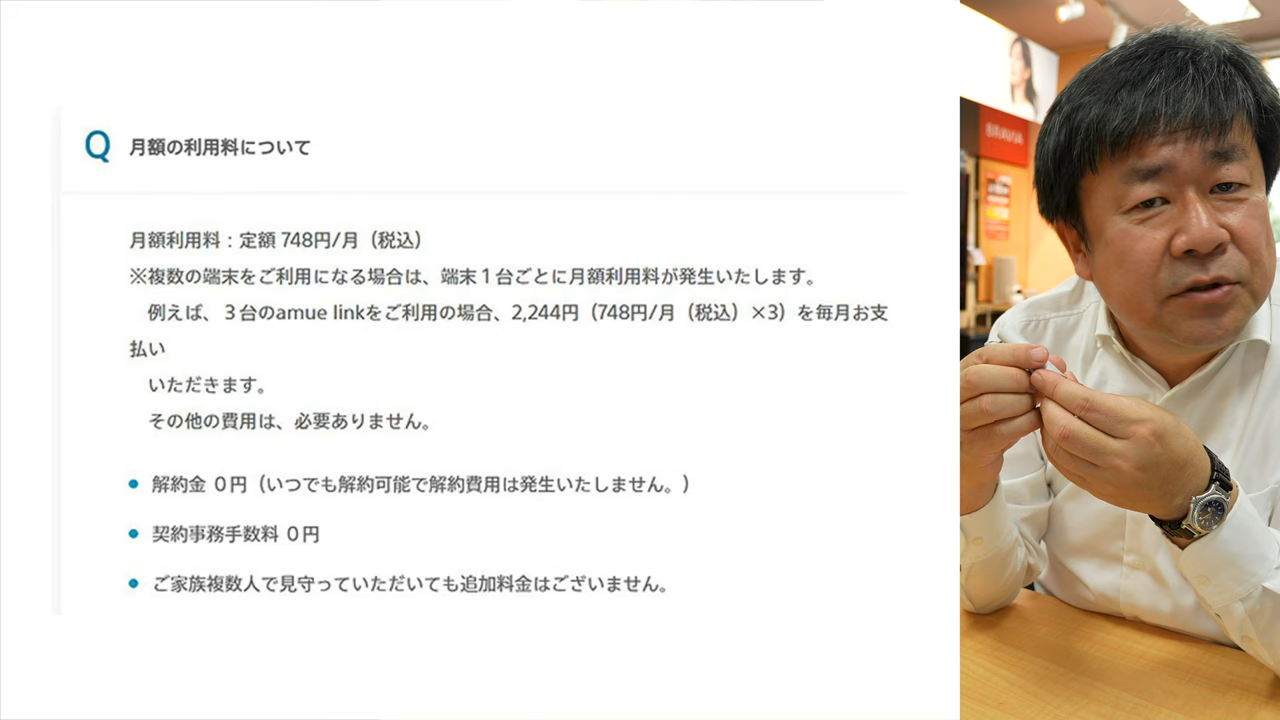 Q 月額の利用料について
月額利用料:定額 748円/月(税込)
※複数の端末をご利用になる場合は、端末１台ごとに月額利用料が発生いたします。
例えば、３台のamue linkをご利用の場合、2,244円(748円/月(税込)×3)を毎月お支
払い
いただきます。
その他の費用は、必要ありません。
● 解約金 ０円(いつでも解約可能で解約費用は発生いたしません。)
● 契約事務手数料 ０円
● ご家族複数人で見守っていただいても追加料金はございません。
BRAVIA